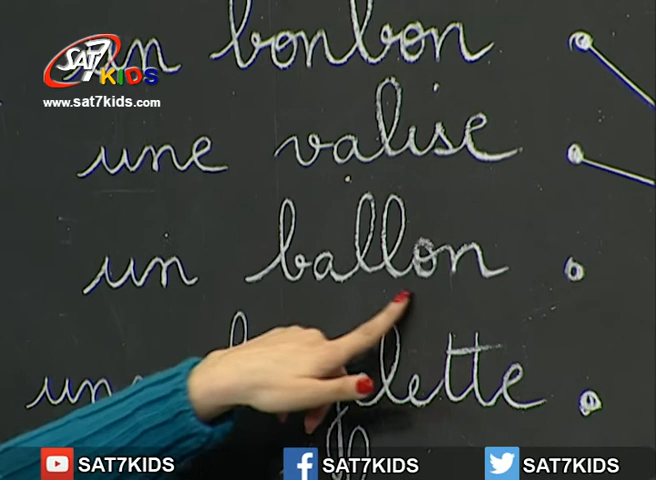 un bonbon
SAT7
KIDS
www.sat7kids.com
une valise
un ballon
SAT7KIDS
SAT7KIDS
SAT7KIDS